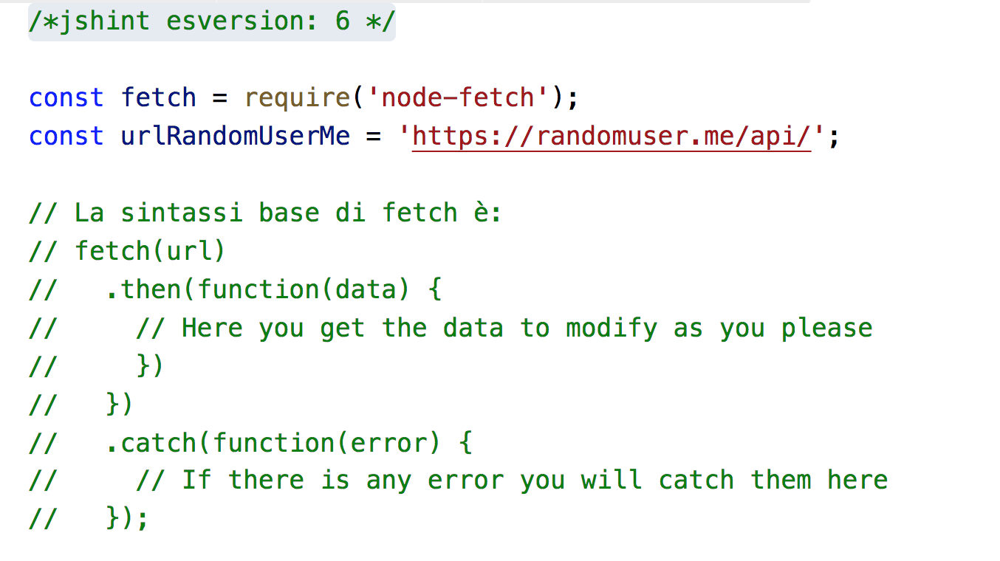 /*jshint esversion: 6 */
const fetch = require('node-fetch');
const urlRandomUserMe = 'https://randomuser.me/api/';
// La sintassi base di fetch è:
// fetch(url)
//   .then(function(data) {
//     // Here you get the data to modify as you please
//     })
//   })
//   .catch(function(error) {
//     // If there is any error you will catch them here
//   });